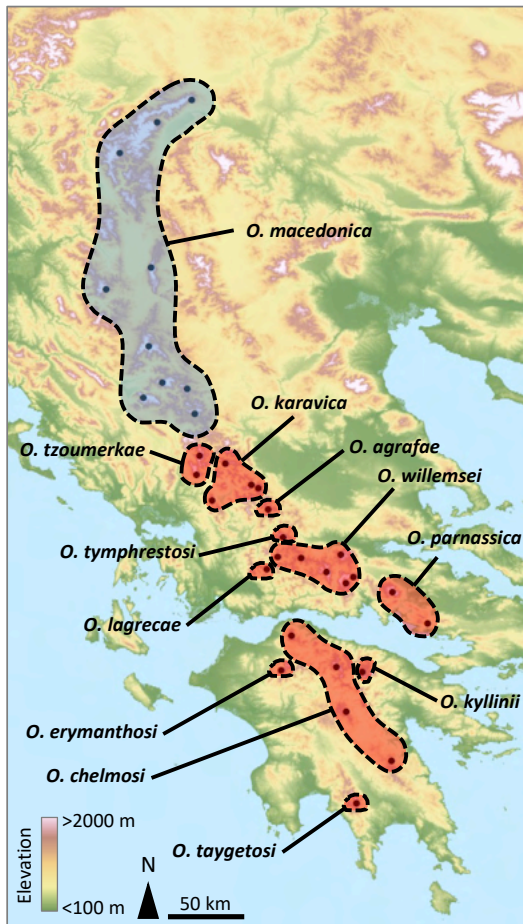 O. macedonica
O. karavica
O. tzoumerkae
O. agrafae
O. willemsei
O. tymphrestosi
O. parnassica
O. lagrecae
O. kyllinii
O. erymanthosi
O. chelmosi
O. taygetosi
Elevation
>2000 m
<100 m
N
50 km